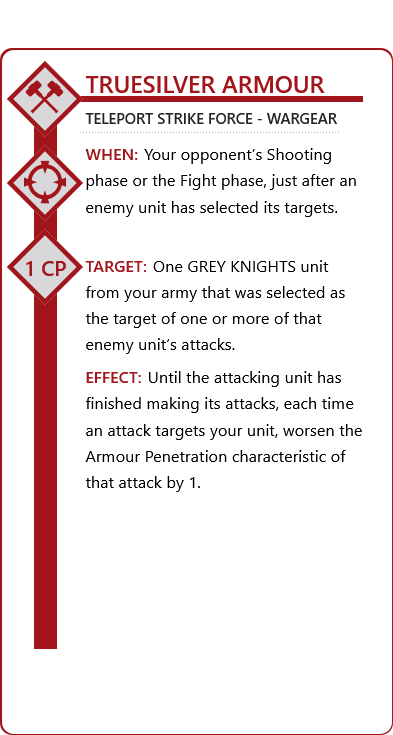 TRUESILVER ARMOUR
TELEPORT STRIKE FORCE - WARGEAR
WHEN: Your opponent’s Shooting
phase or the Fight phase, just after an
enemy unit has selected its targets.
1 CP
TARGET: One GREY KNIGHTS unit
from your army that was selected as
the target of one or more of that
enemy unit’s attacks.
EFFECT: Until the attacking unit has
finished making its attacks, each time
an attack targets your unit, worsen the
Armour Penetration characteristic of
that attack by 1.